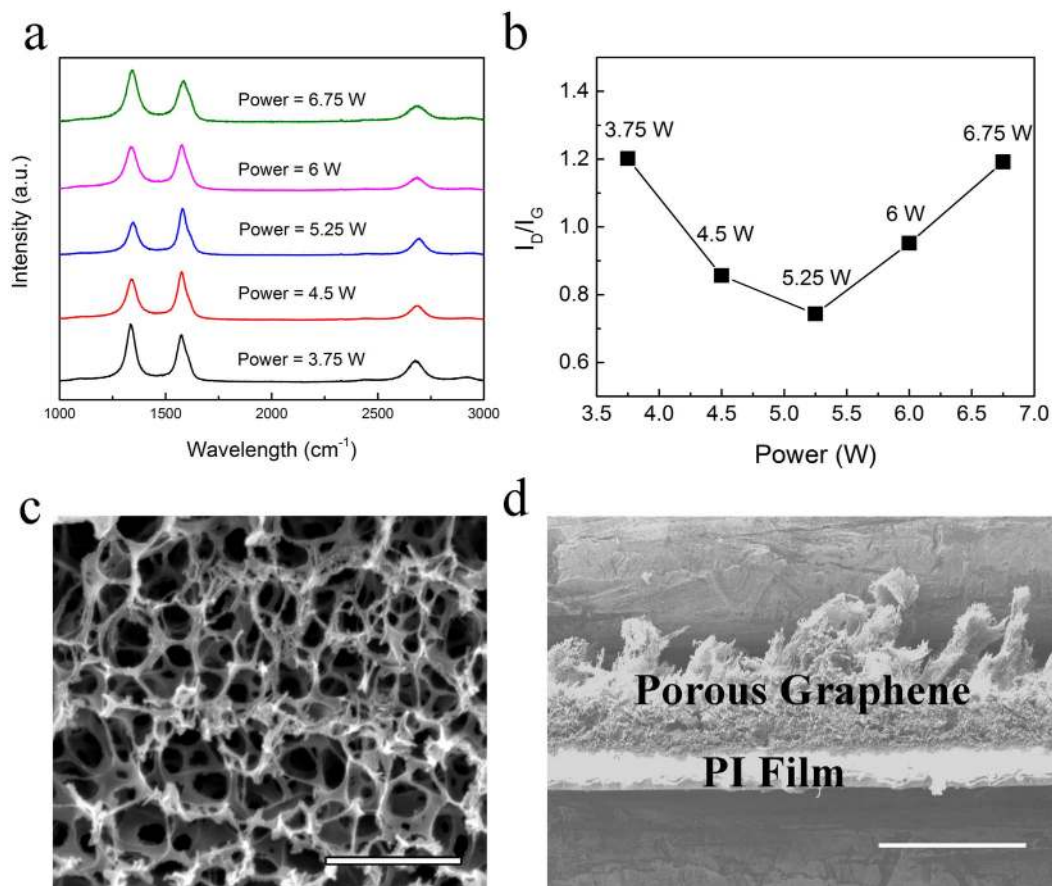 a
Power = 6.75 W
Power = 6 W
Power = 5.25 W
Power = 4.5 W
Power = 3.75 W
Intensity (a.u.)
1000 1500 2000 2500 3000
Wavelength (cm⁻¹)
b
1.4
1.2
1.0
0.8
0.6
I_D/I_G
3.75 W
4.5 W
5.25 W
6 W
6.75 W
3.5 4.0 4.5 5.0 5.5 6.0 6.5 7.0
Power (W)
c
d
Porous Graphene
PI Film